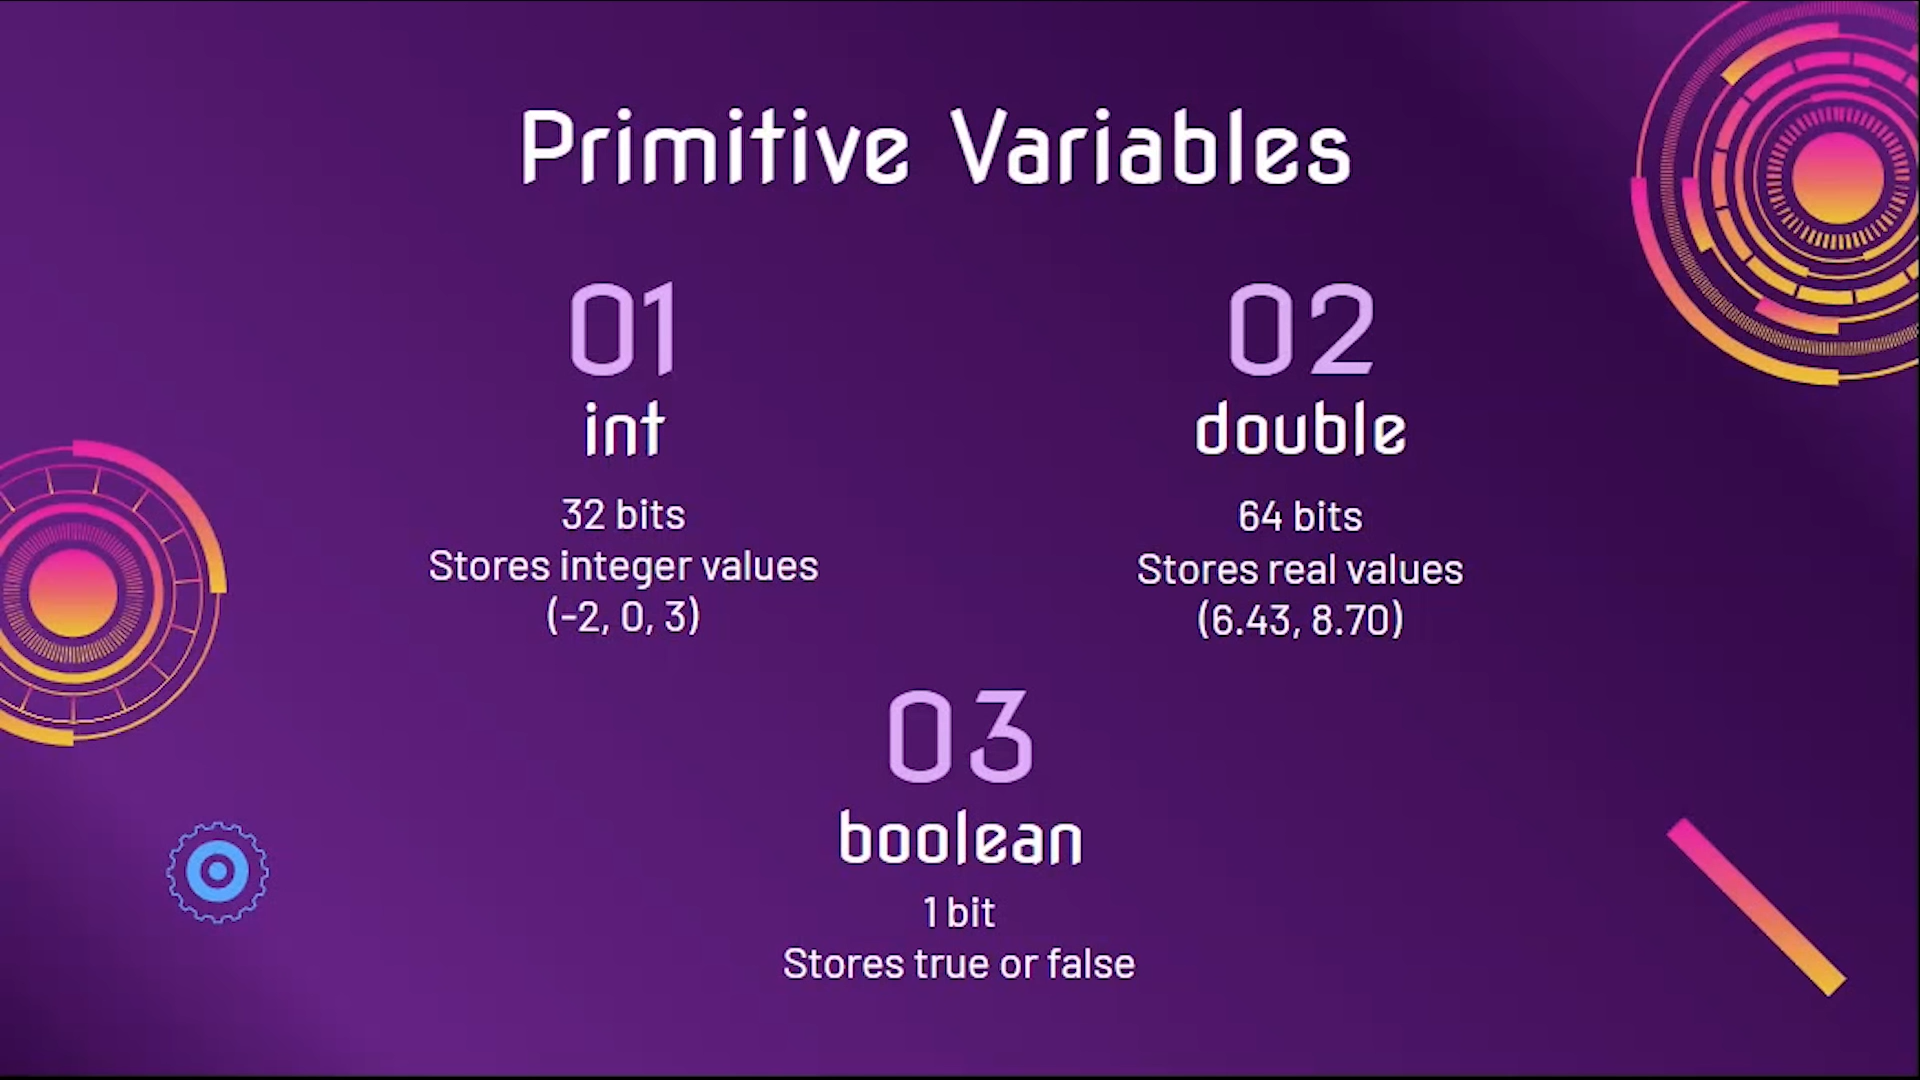 Primitive Variables
01
int
32 bits
Stores integer values
(-2, 0, 3)
02
double
64 bits
Stores real values
(6.43, 8.70)
03
boolean
1 bit
Stores true or false